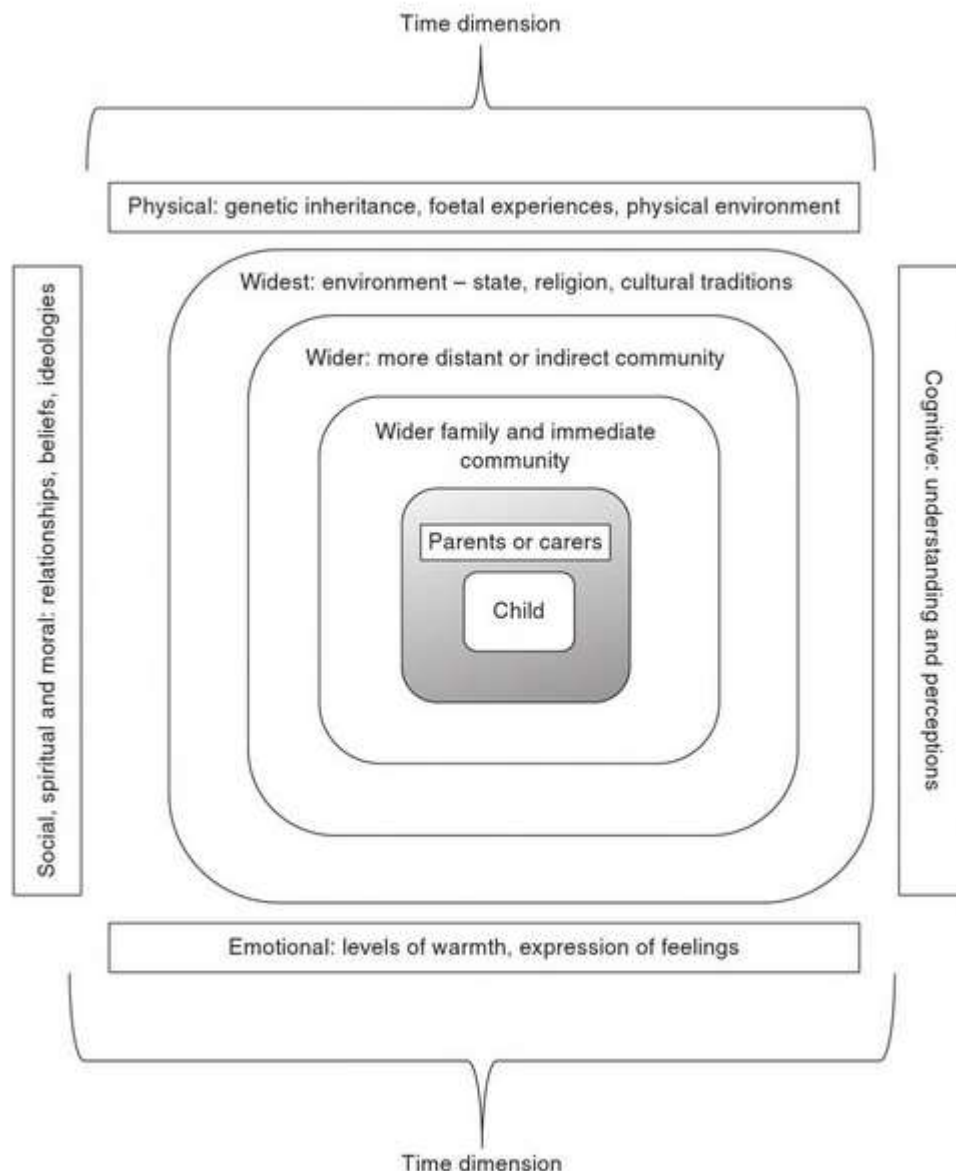 Time dimension
Physical: genetic inheritance, foetal experiences, physical environment
Widest: environment – state, religion, cultural traditions
Wider: more distant or indirect community
Wider family and immediate
community
Parents or carers
Child
Social, spiritual and moral: relationships, beliefs, ideologies
Cognitive: understanding and perceptions
Emotional: levels of warmth, expression of feelings
Time dimension